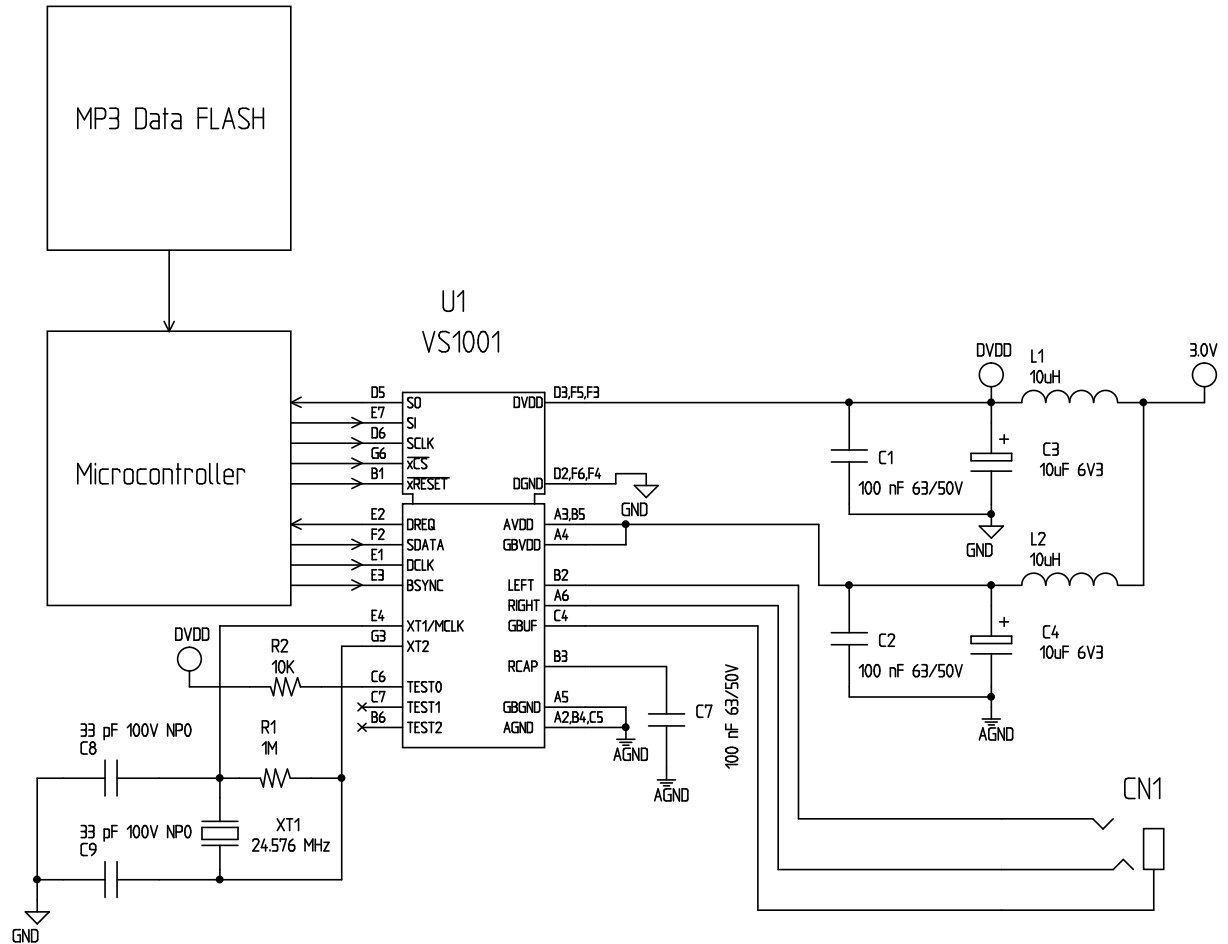 MP3 Data FLASH
U1
VS1001
Microcontroller
D5
E7
D6
G6
B1
E2
F2
E1
E3
E4
G3
C6
C7
B6
SO
SI
SCLK
xCS
xRESET
DREQ
SDATA
DCLK
BSYNC
XT1/MCLK
XT2
TEST0
TEST1
TEST2
DVDD
DGND
AVDD
GBVDD
LEFT
RIGHT
GBUF
RCAP
GBGND
AGND
D3,F5,F3
D2,F6,F4
A3,B5
A4
B2
A6
C4
B3
A5
A2,B4,C5
GND
DVDD
L1
10uH
3.0V
C1
100 nF 63/50V
+
C3
10uF 6V3
GND
L2
10uH
C2
100 nF 63/50V
+
C4
10uF 6V3
AGND
DVDD
R2
10K
R1
1M
33 pF 100V NP0
C8
33 pF 100V NP0
C9
XT1
24.576 MHz
GND
AGND
C7
100 nF 63/50V
AGND
CN1